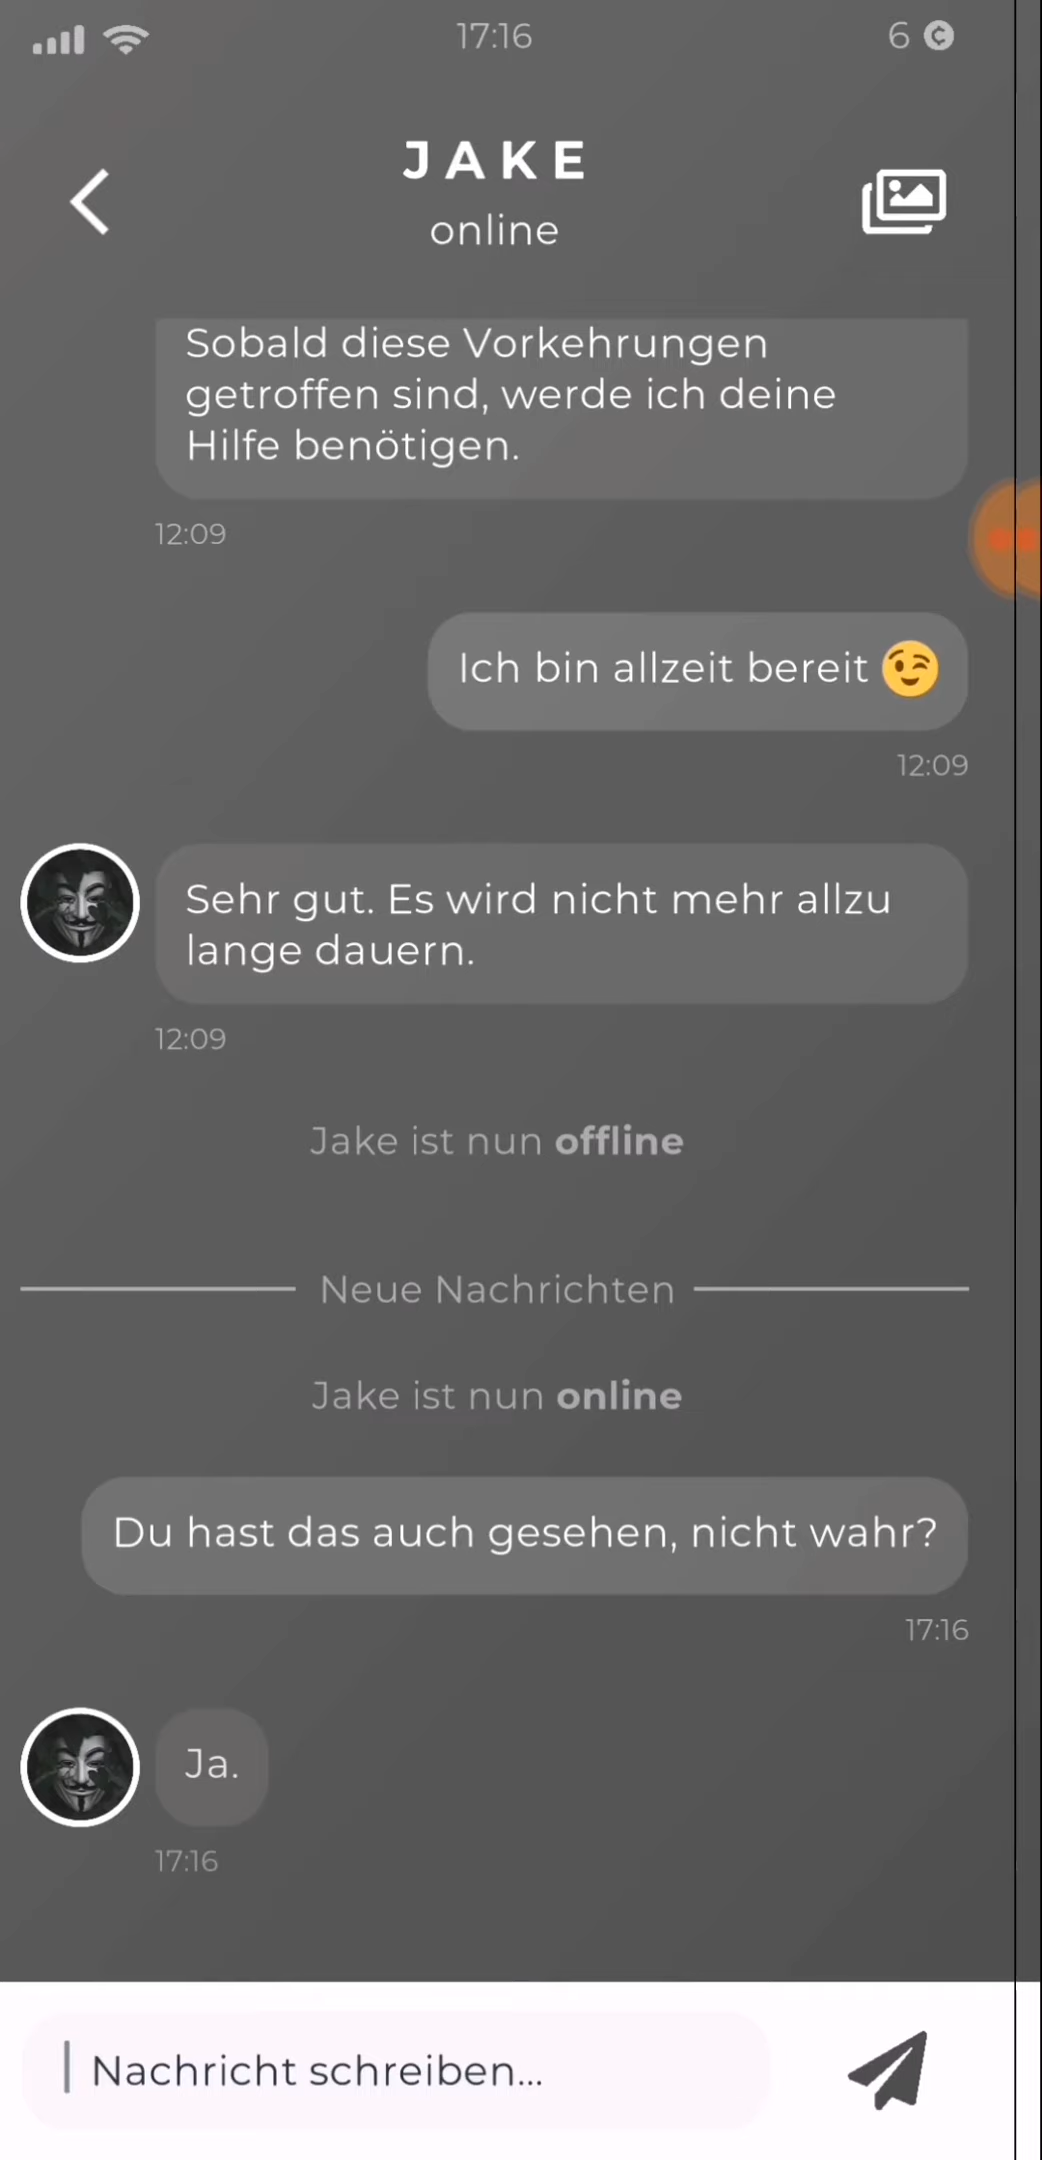 17:16
6
JAKE
online
Sobald diese Vorkehrungen
getroffen sind, werde ich deine
Hilfe benötigen.
12:09
Ich bin allzeit bereit 😉
12:09
Sehr gut. Es wird nicht mehr allzu
lange dauern.
12:09
Jake ist nun offline
Neue Nachrichten
Jake ist nun online
Du hast das auch gesehen, nicht wahr?
17:16
Ja.
17:16
Nachricht schreiben...